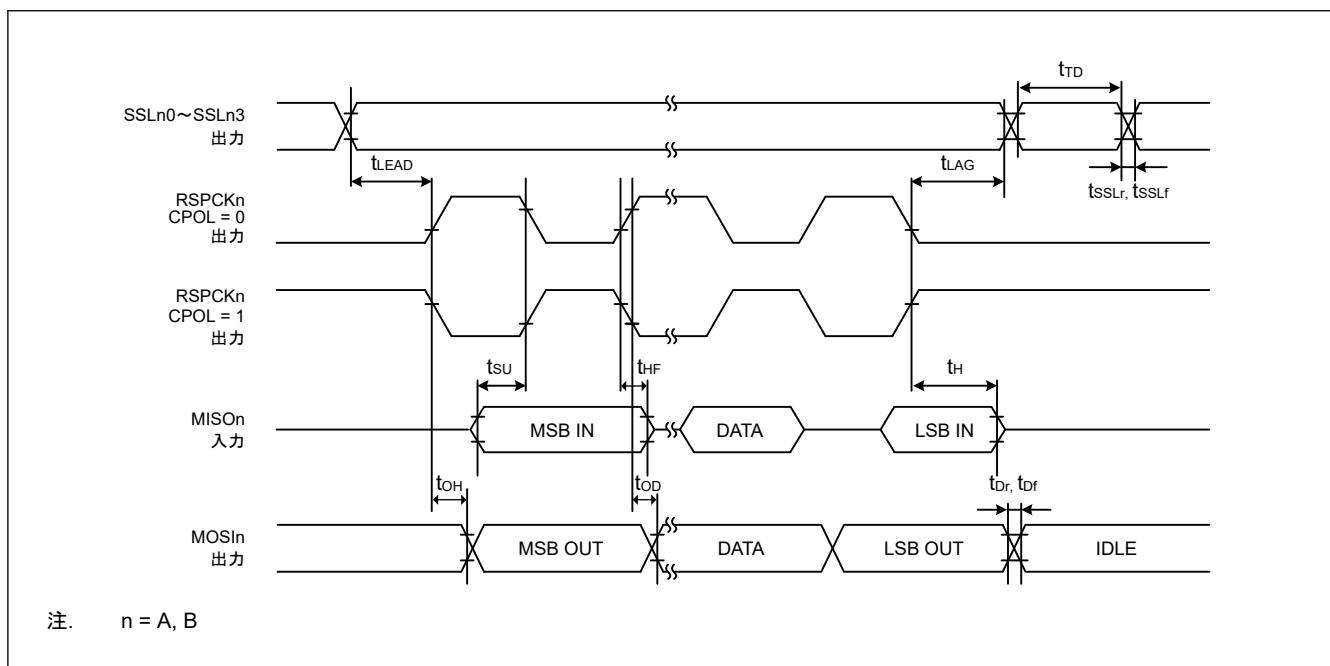 tTD
SSLn0～SSLn3
出力
tLEAD
tLAG
tSSLr, tSSLf
RSPCKn
CPOL = 0
出力
RSPCKn
CPOL = 1
出力
tSU
tHF
tH
MISOn
入力
MSB IN
DATA
LSB IN
tOH
tOD
tDr, tDf
MOSIn
出力
MSB OUT
DATA
LSB OUT
IDLE
注. n = A, B